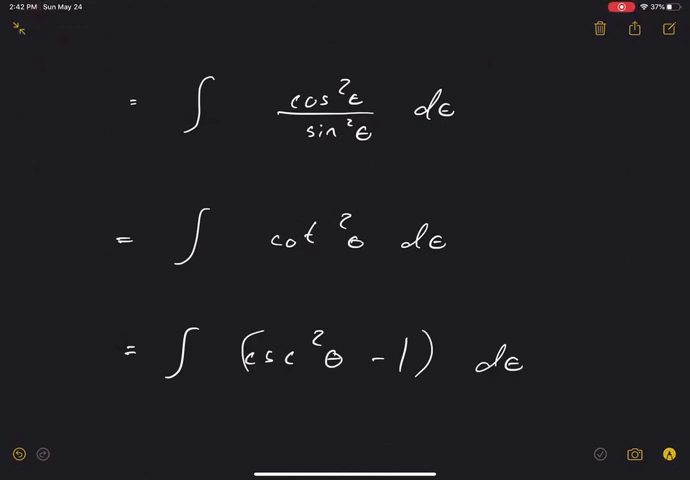 2:42 PM Sun May 24 37%
= ∫ cos²θ / sin²θ dθ
= ∫ cot²θ dθ
= ∫ (csc²θ - 1) dθ